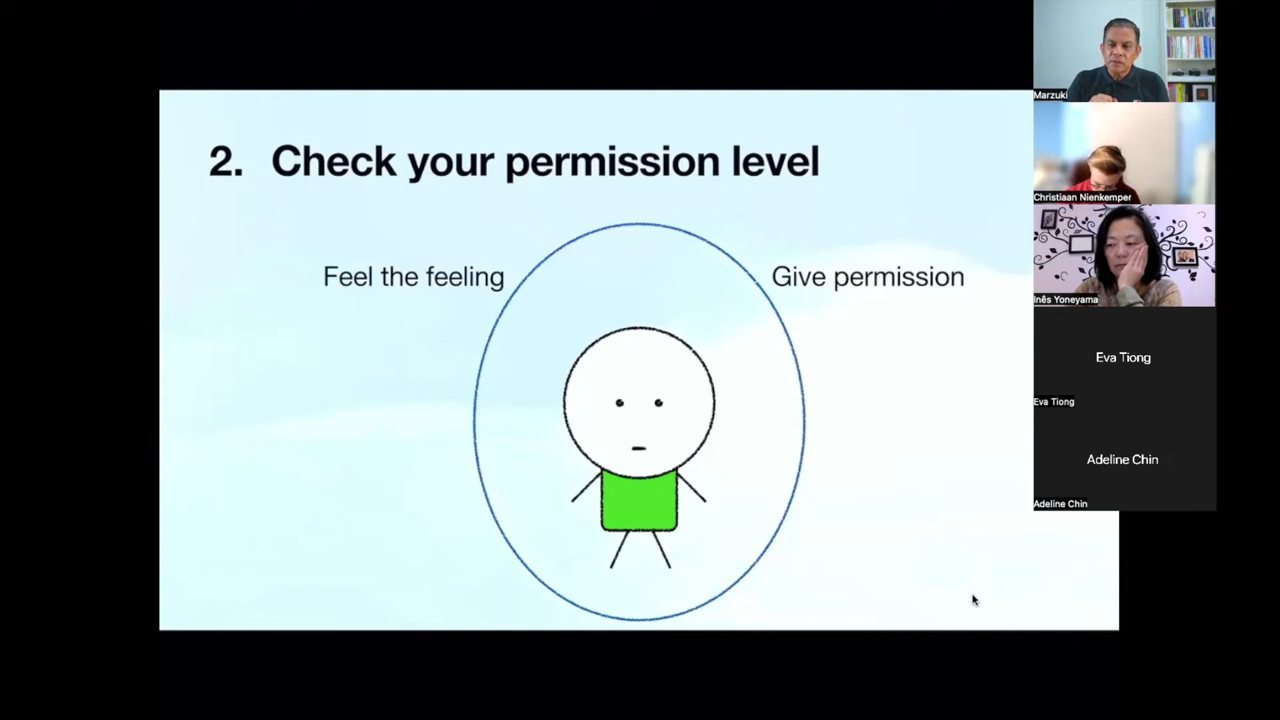 2. Check your permission level
Feel the feeling
Give permission
Marzuki
Christiaan Nienkemper
Inês Yoneyama
Eva Tiong
Eva Tiong
Adeline Chin
Adeline Chin